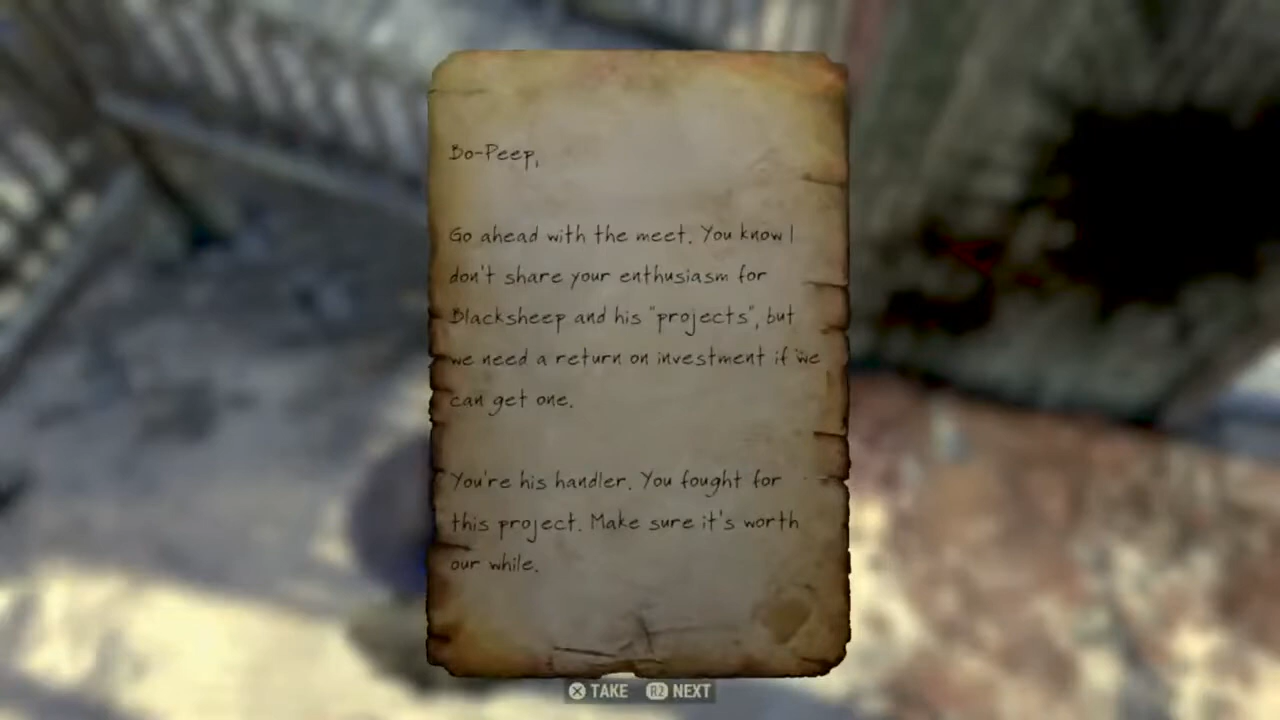 Bo-Peep,
Go ahead with the meet. You know I
don't share your enthusiasm for
Blacksheep and his "projects", but
we need a return on investment if we
can get one.
You're his handler. You fought for
this project. Make sure it's worth
our while.
X TAKE R2 NEXT